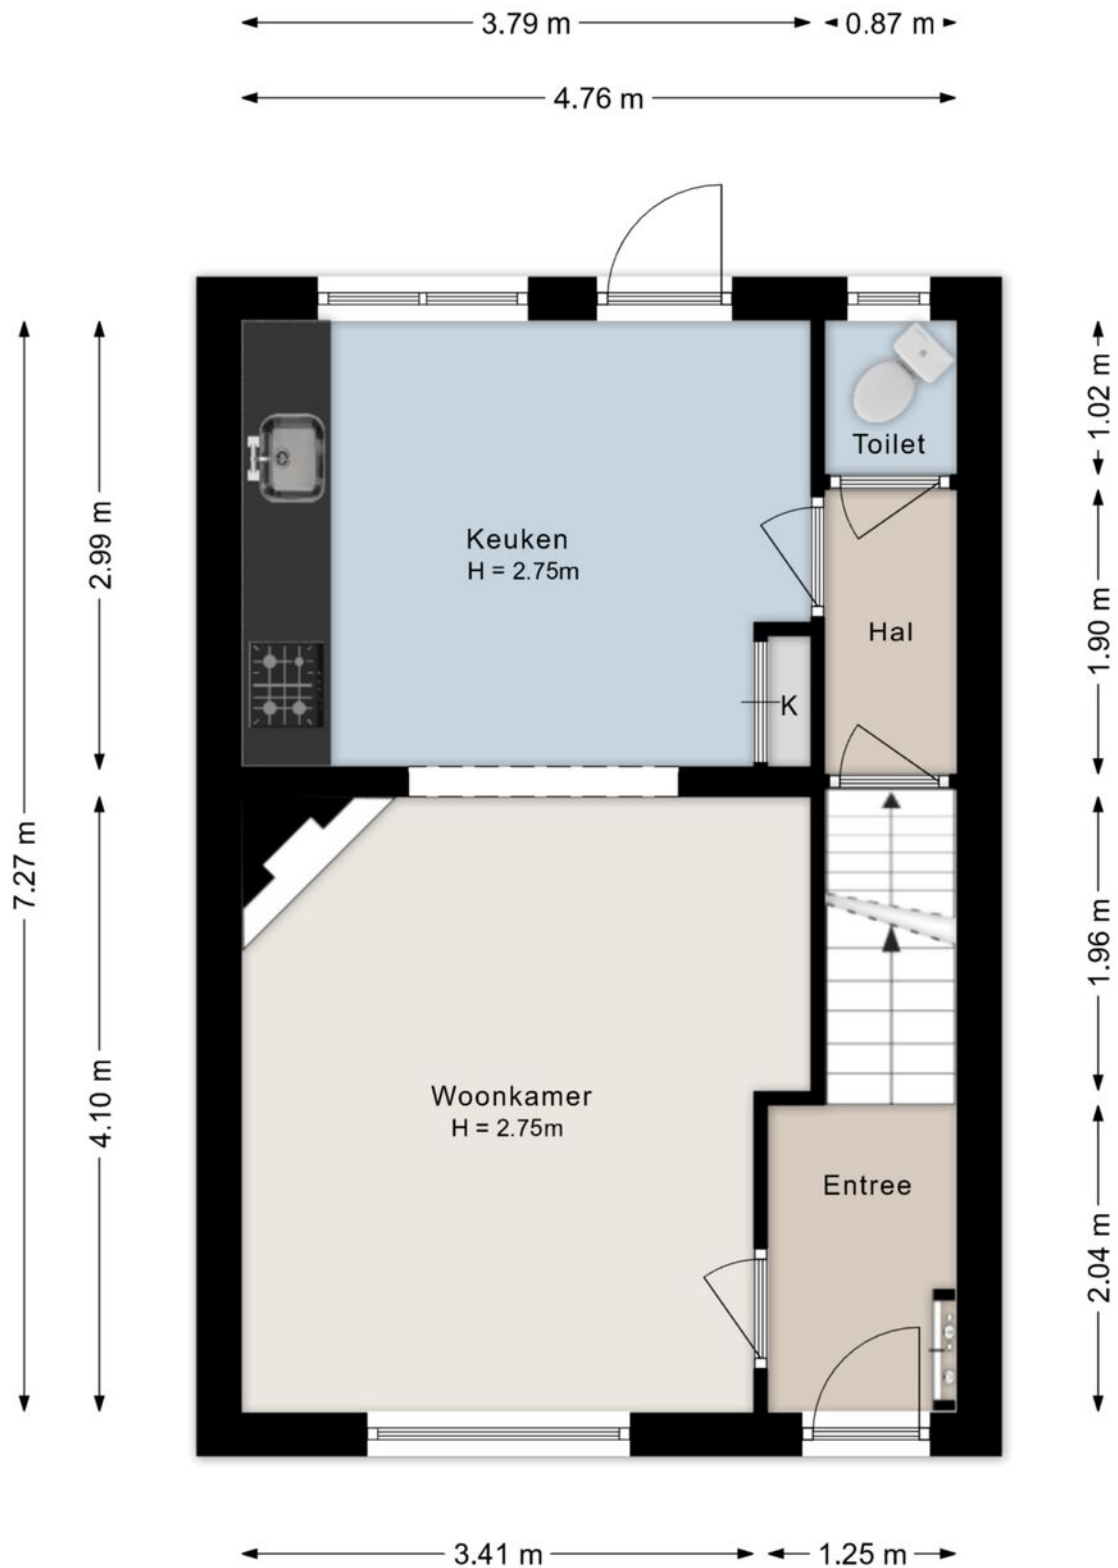 3.79 m
0.87 m
4.76 m
Toilet
1.02 m
2.99 m
Keuken
H = 2.75m
Hal
1.90 m
K
7.27 m
1.96 m
4.10 m
Woonkamer
H = 2.75m
Entree
2.04 m
3.41 m
1.25 m